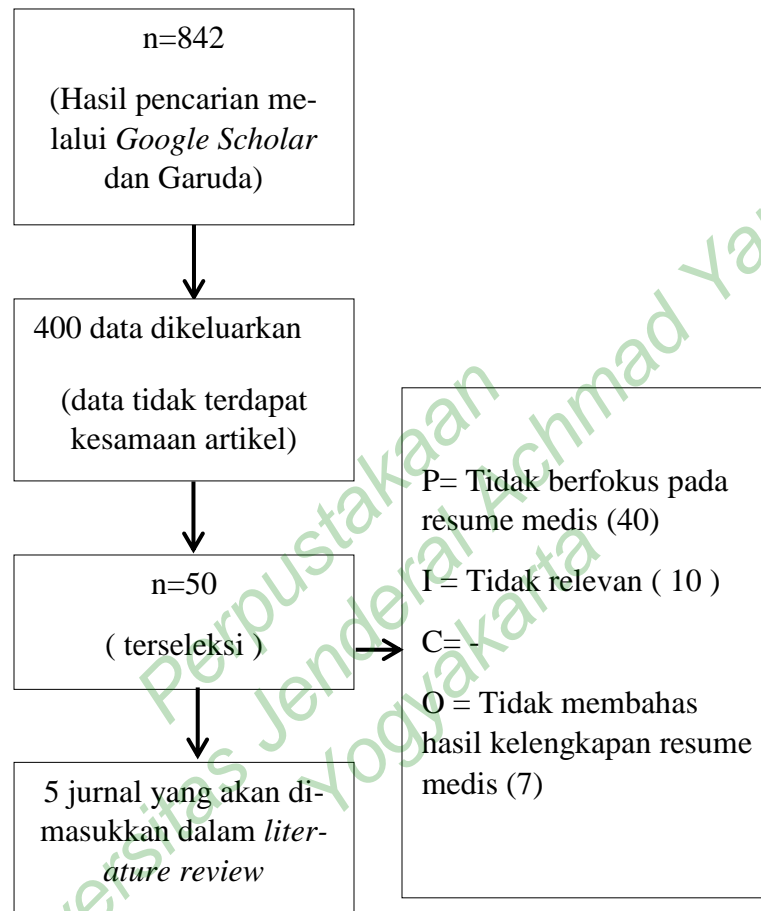 n=842
(Hasil pencarian me-
lalui Google Scholar
dan Garuda)
400 data dikeluarkan
(data tidak terdapat
kesamaan artikel)
n=50
( terseleksi )
5 jurnal yang akan di-
masukkan dalam liter-
ature review
P= Tidak berfokus pada
resume medis (40)
I = Tidak relevan ( 10 )
C= -
O = Tidak membahas
hasil kelengkapan resume
medis (7)
Perpustakaan
Jenderal Achmad
Yogyakarta